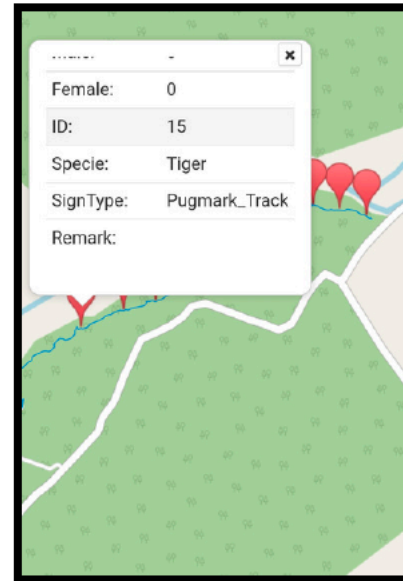 Female: 0
ID: 15
Specie: Tiger
SignType: Pugmark_Track
Remark: